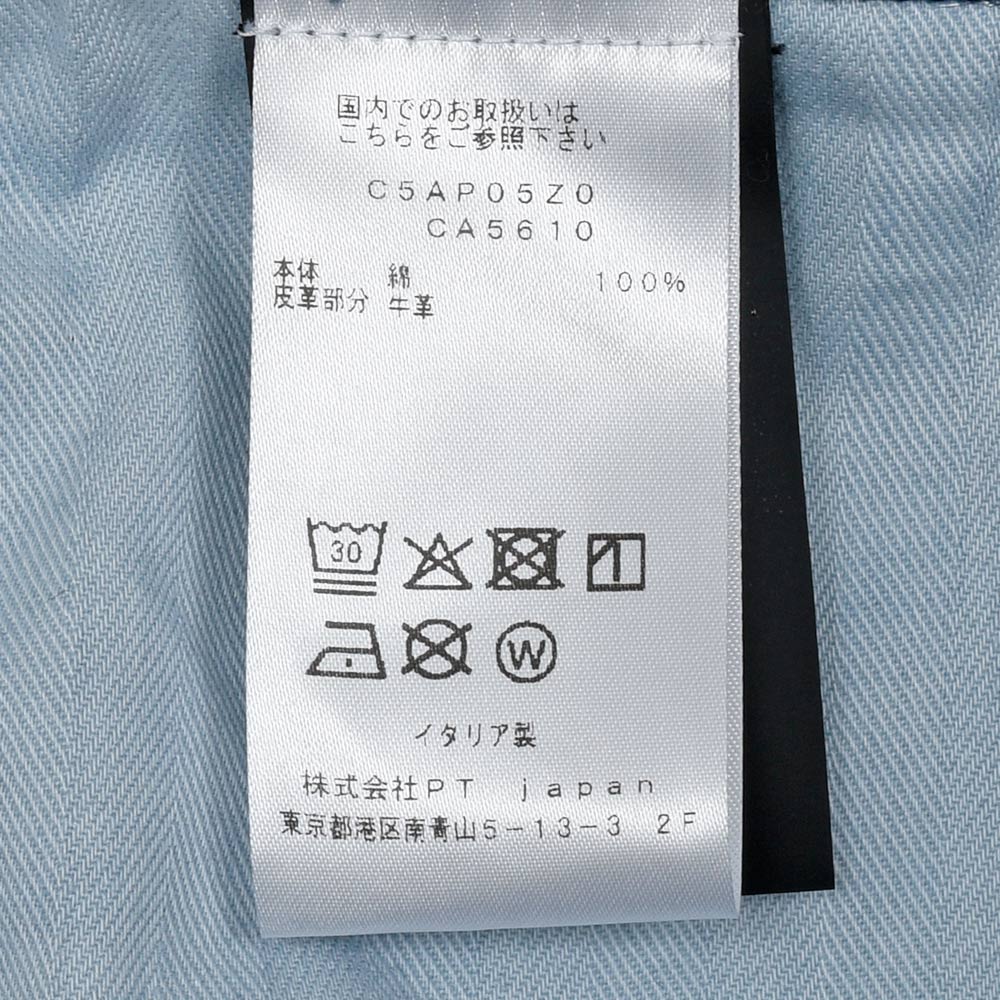 国内でのお取扱いは
こちらをご参照下さい
C5AP05Z0
CA5610
本体 綿 100%
皮革部分 牛革
30
W
イタリア製
株式会社PT japan
東京都港区南青山5-13-3 2F